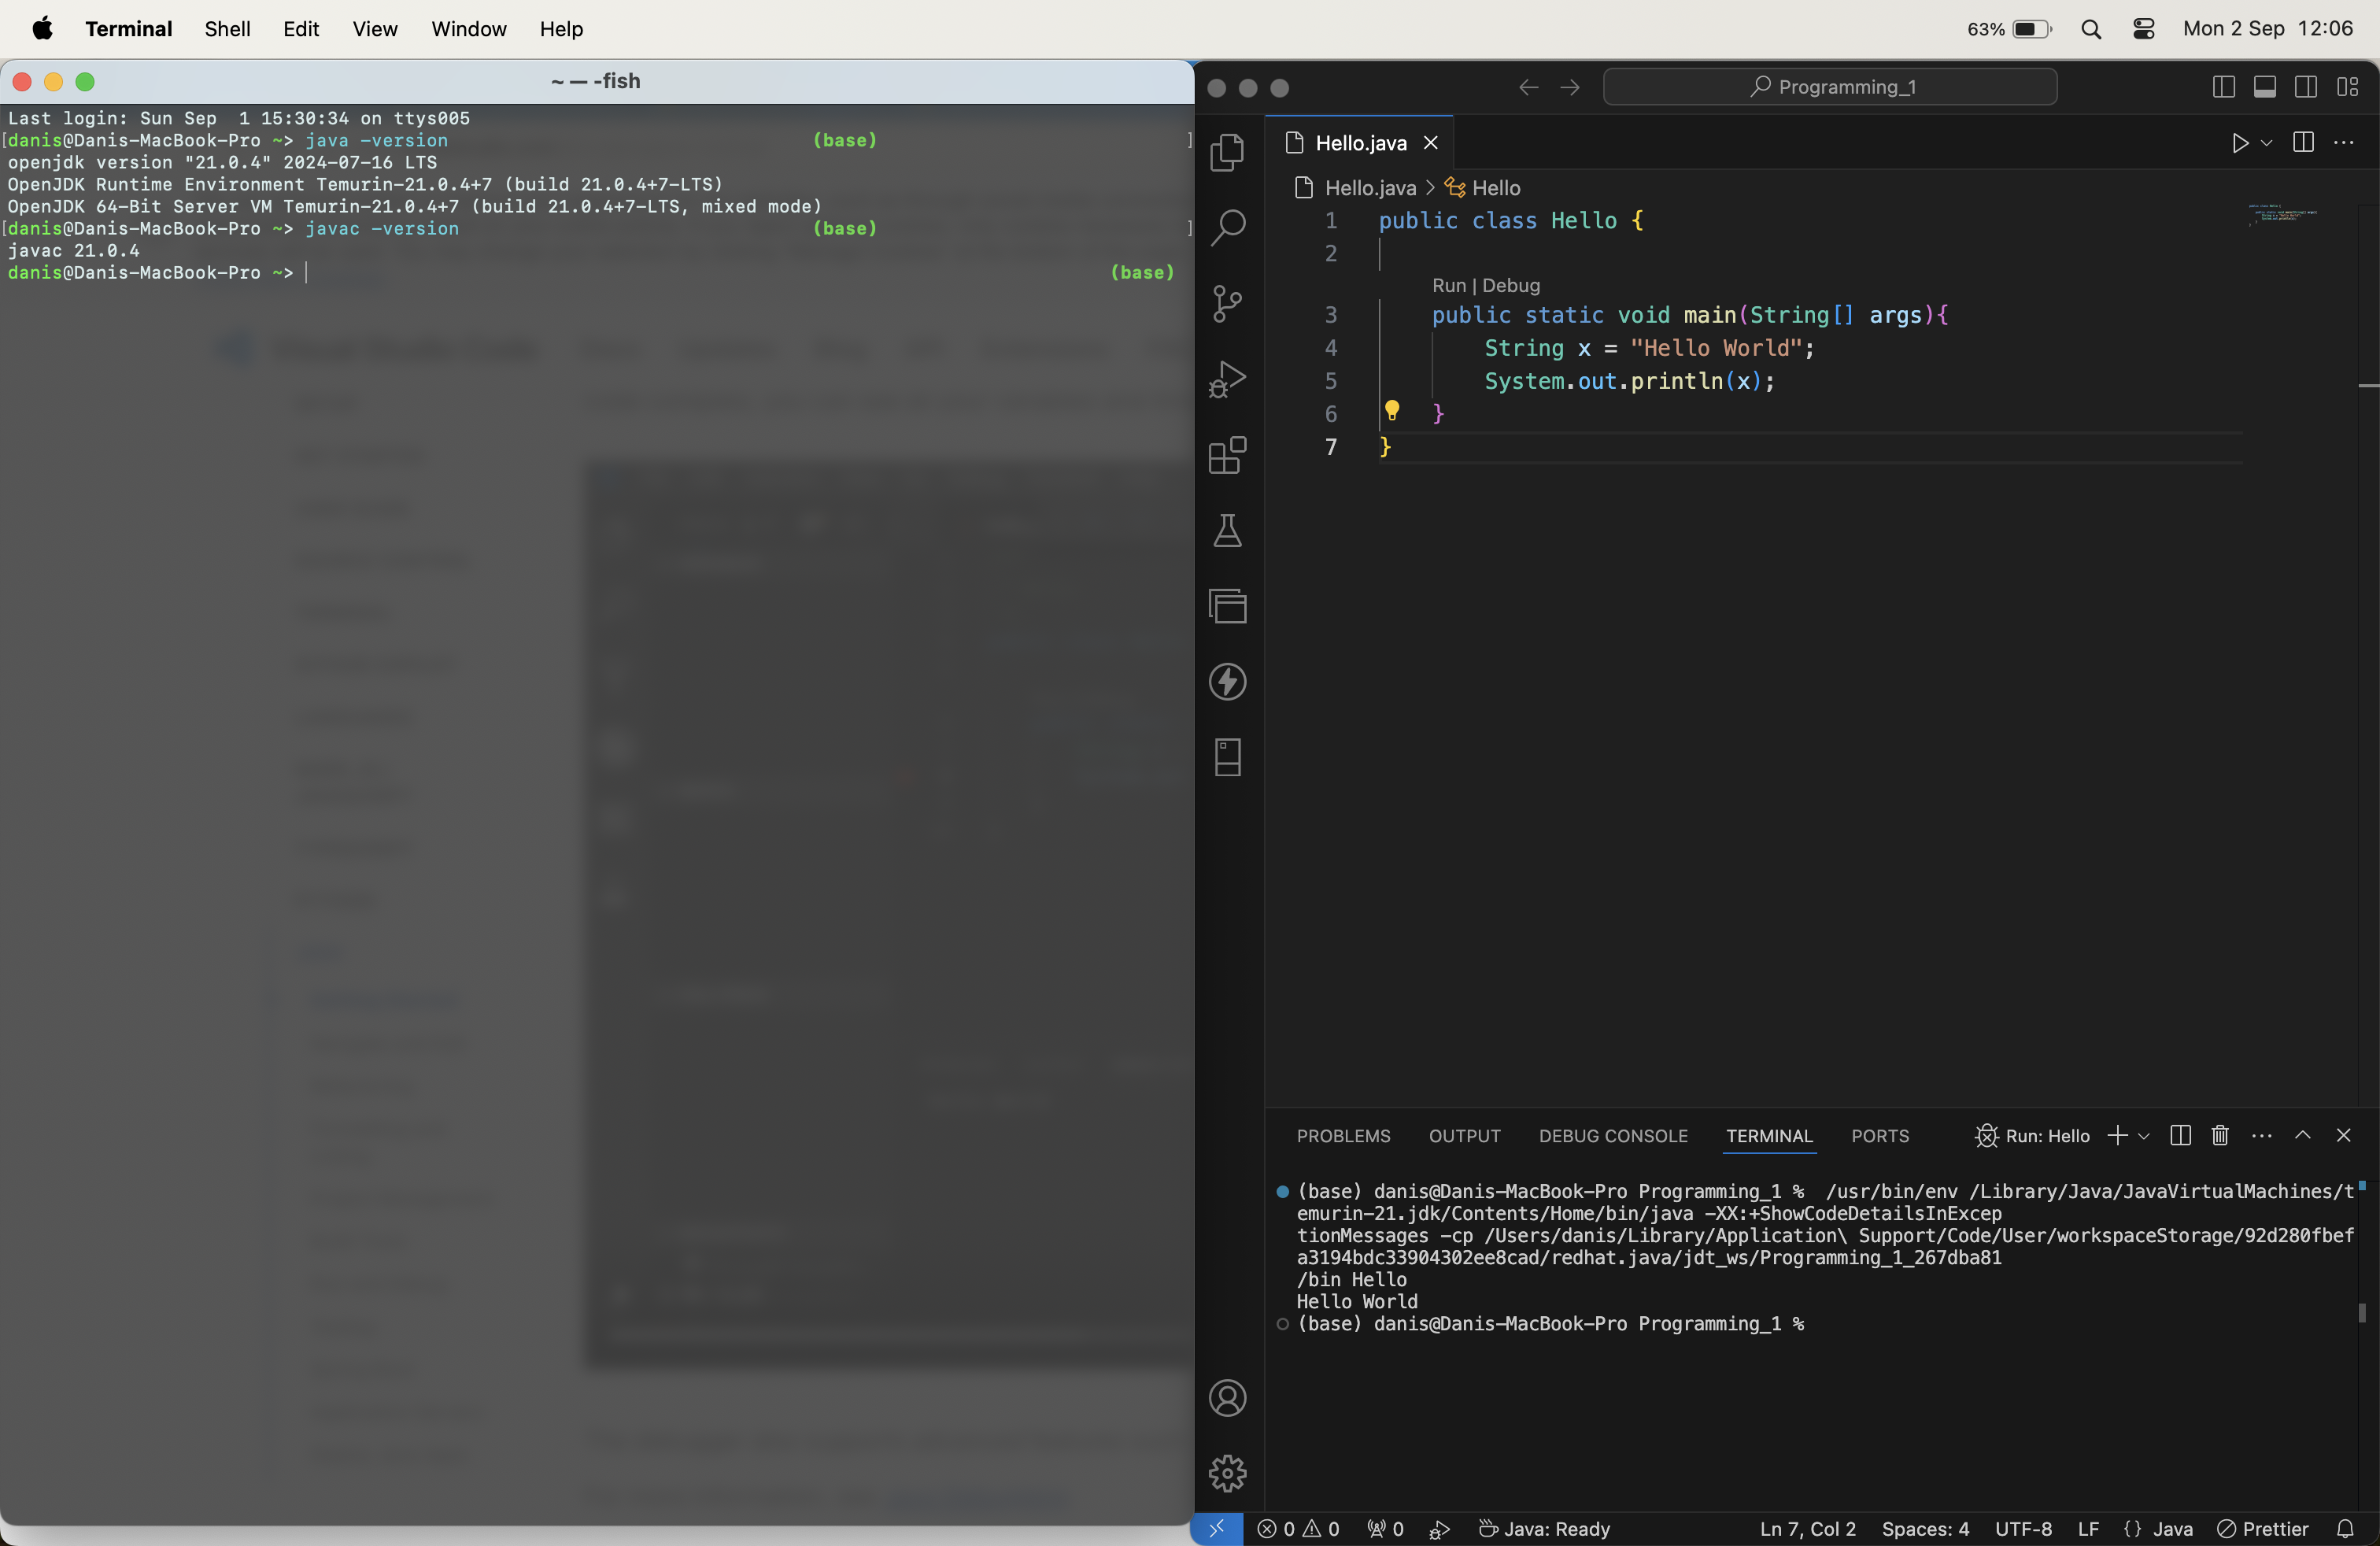 Terminal Shell Edit View Window Help 63% Mon 2 Sep 12:06
~ — -fish
Last login: Sun Sep  1 15:30:34 on ttys005
[danis@Danis-MacBook-Pro ~> java -version (base) ]
openjdk version "21.0.4" 2024-07-16 LTS
OpenJDK Runtime Environment Temurin-21.0.4+7 (build 21.0.4+7-LTS)
OpenJDK 64-Bit Server VM Temurin-21.0.4+7 (build 21.0.4+7-LTS, mixed mode)
[danis@Danis-MacBook-Pro ~> javac -version (base) ]
javac 21.0.4
danis@Danis-MacBook-Pro ~> (base)
Programming_1
Hello.java
Hello.java > Hello
1 public class Hello {
2
Run | Debug
3 public static void main(String[] args){
4 String x = "Hello World";
5 System.out.println(x);
6 }
7 }
PROBLEMS OUTPUT DEBUG CONSOLE TERMINAL PORTS Run: Hello
(base) danis@Danis-MacBook-Pro Programming_1 %  /usr/bin/env /Library/Java/JavaVirtualMachines/t
emurin-21.jdk/Contents/Home/bin/java -XX:+ShowCodeDetailsInExcep
tionMessages -cp /Users/danis/Library/Application\ Support/Code/User/workspaceStorage/92d280fbef
a3194bdc33904302ee8cad/redhat.java/jdt_ws/Programming_1_267dba81
/bin Hello
Hello World
(base) danis@Danis-MacBook-Pro Programming_1 %
0 0 0 Java: Ready Ln 7, Col 2 Spaces: 4 UTF-8 LF {} Java Prettier